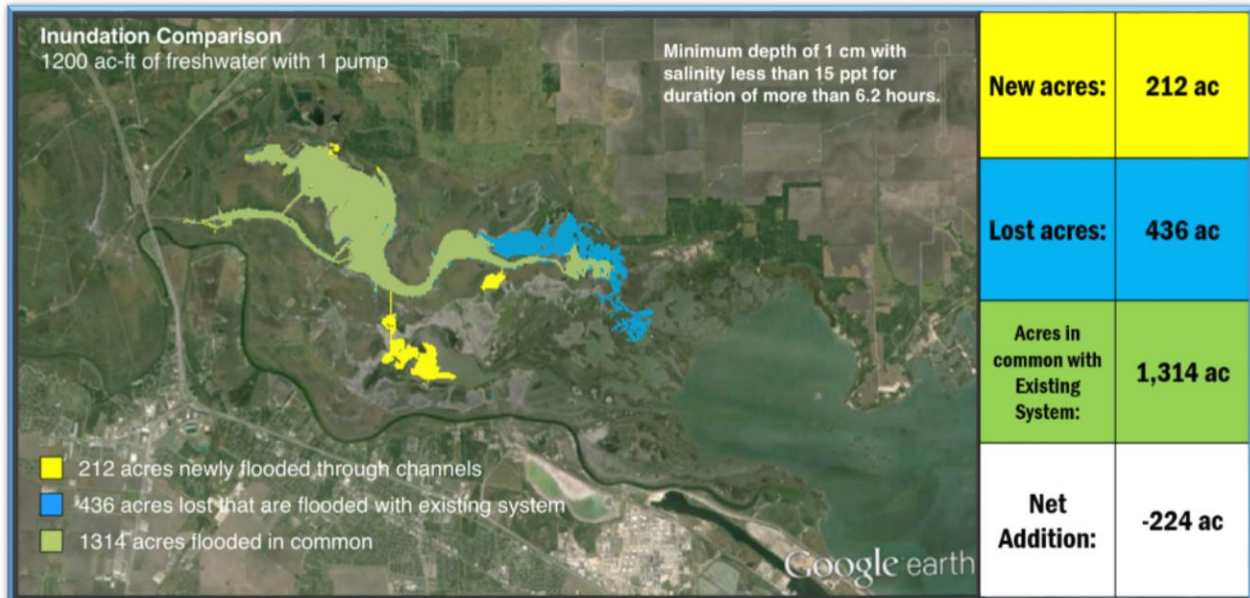 Inundation Comparison
1200 ac-ft of freshwater with 1 pump
Minimum depth of 1 cm with
salinity less than 15 ppt for
duration of more than 6.2 hours.
212 acres newly flooded through channels
436 acres lost that are flooded with existing system
1314 acres flooded in common
Google earth
New acres: 212 ac
Lost acres: 436 ac
Acres in
common with
Existing
System:
1,314 ac
Net
Addition:
-224 ac